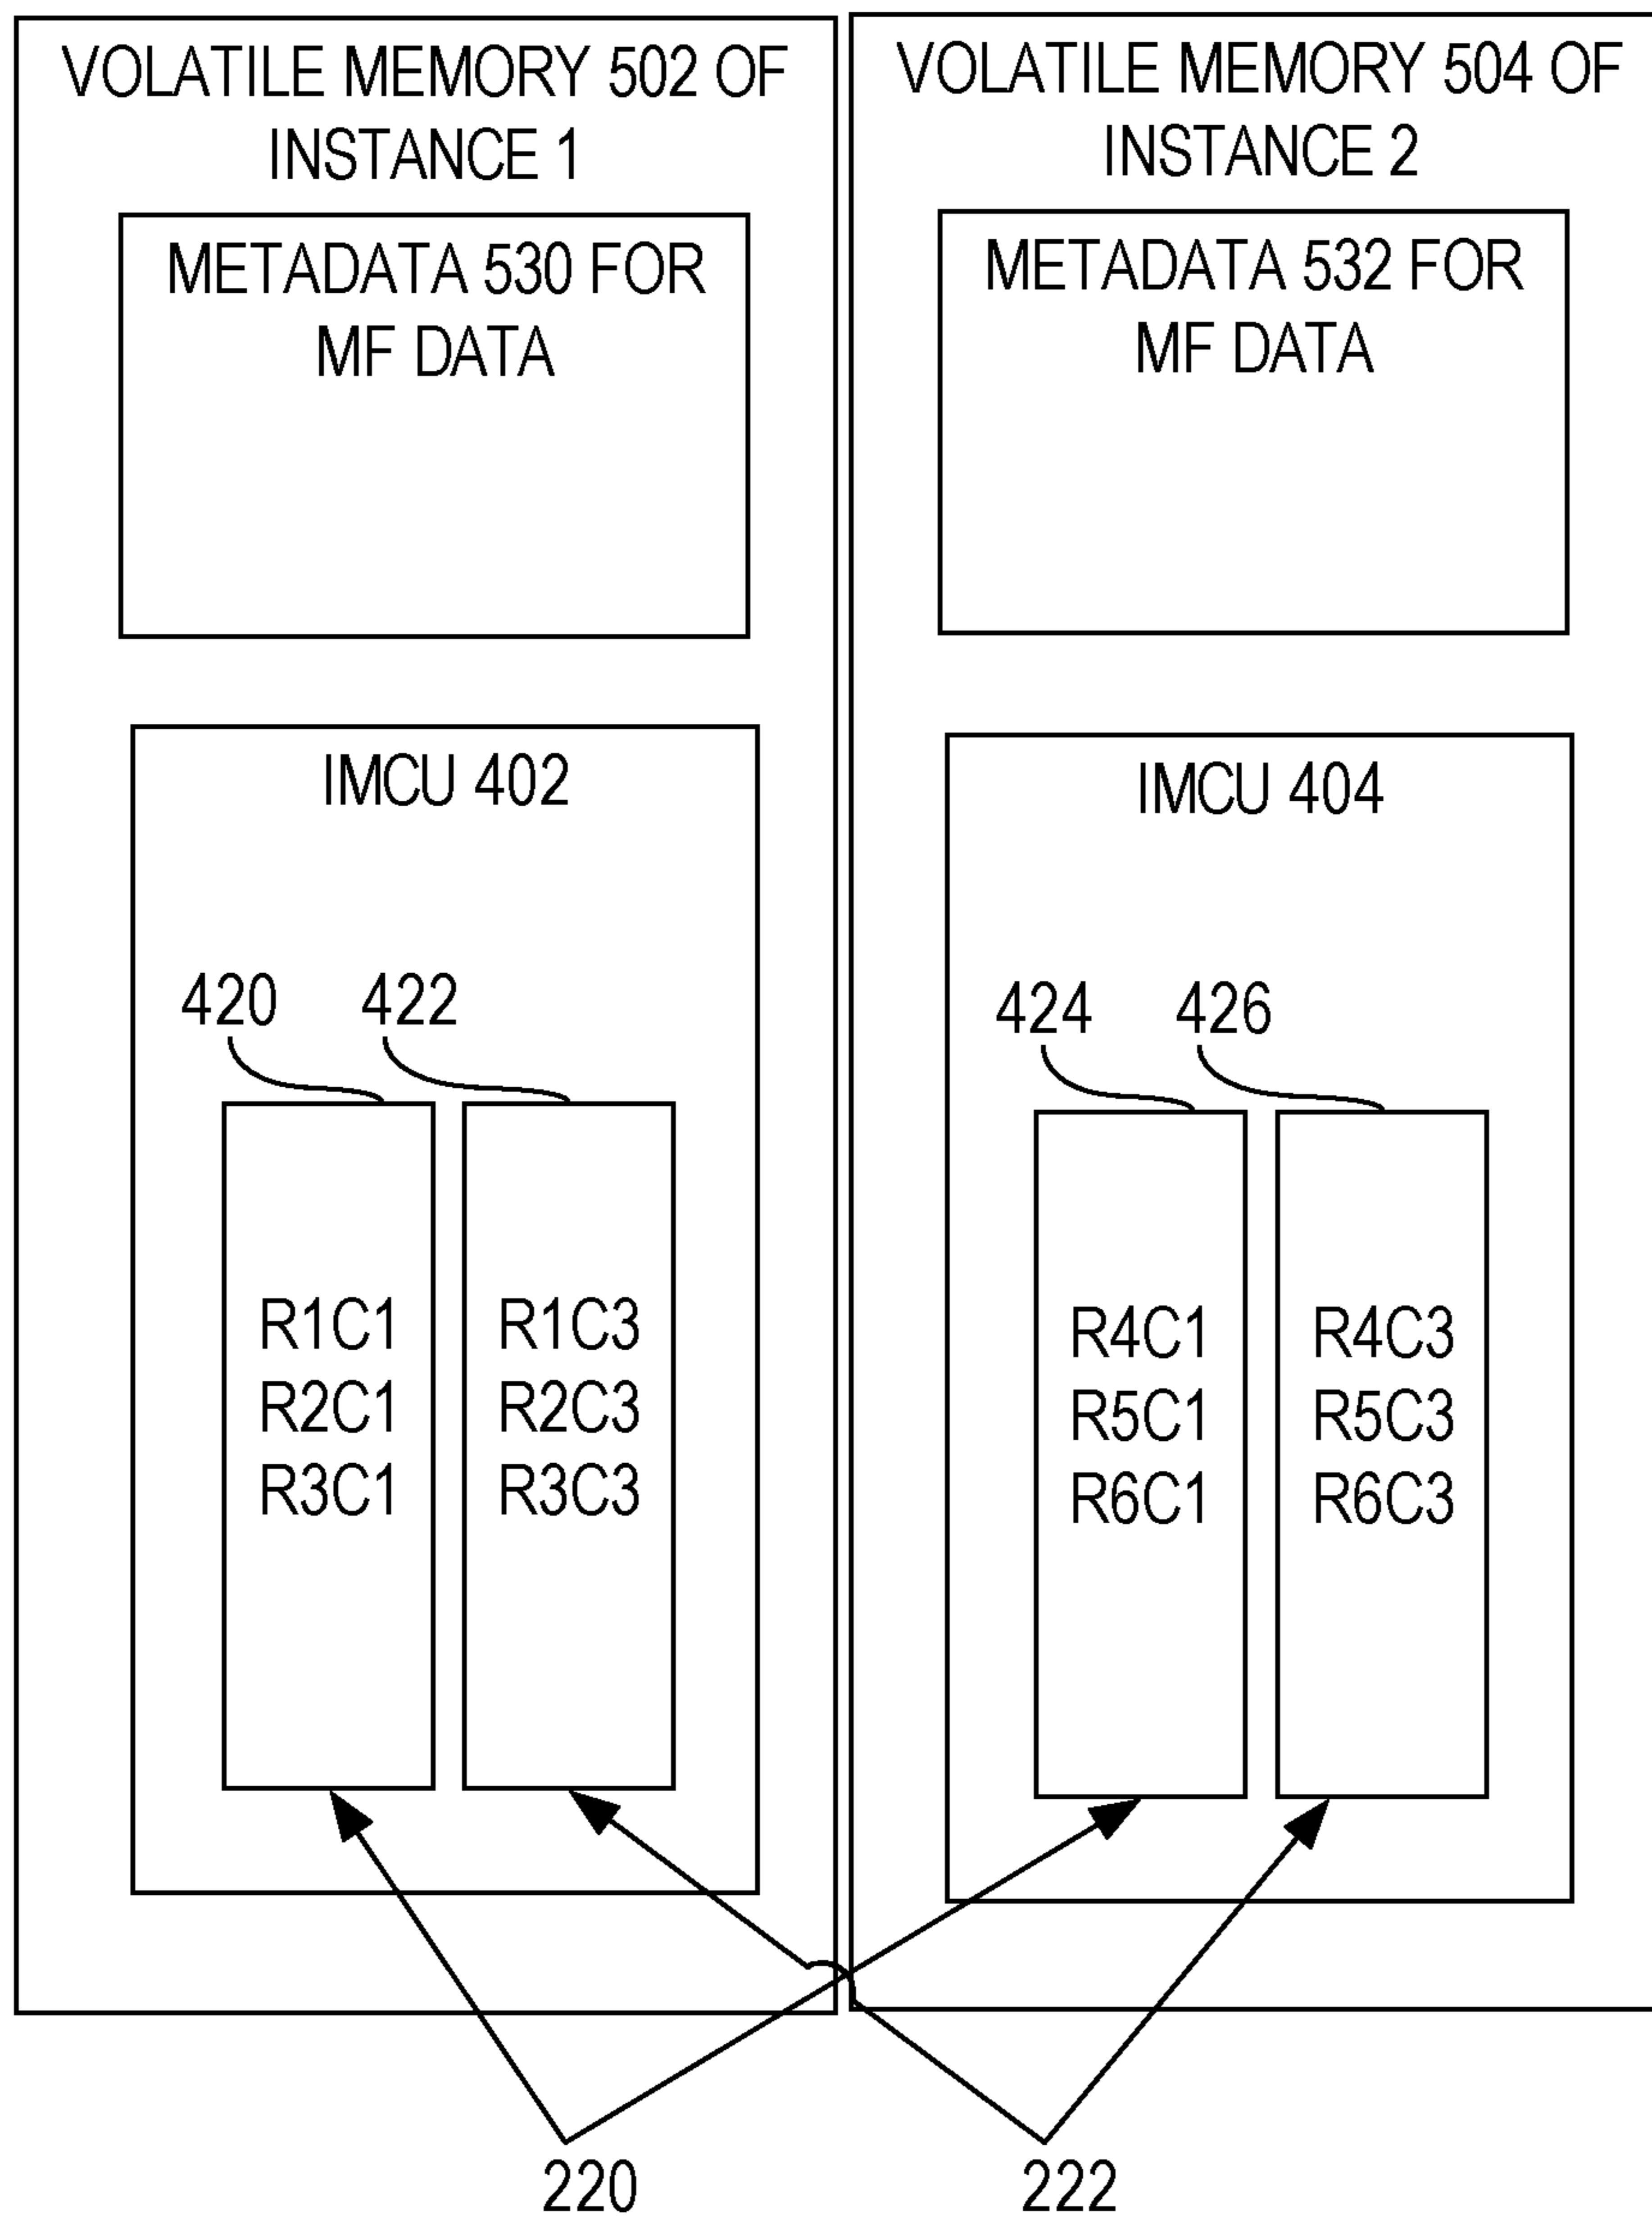 VOLATILE MEMORY 502 OF
INSTANCE 1
METADATA 530 FOR
MF DATA
IMCU 402
420
422
R1C1
R2C1
R3C1
R1C3
R2C3
R3C3
VOLATILE MEMORY 504 OF
INSTANCE 2
METADATA 532 FOR
MF DATA
IMCU 404
424
426
R4C1
R5C1
R6C1
R4C3
R5C3
R6C3
220
222